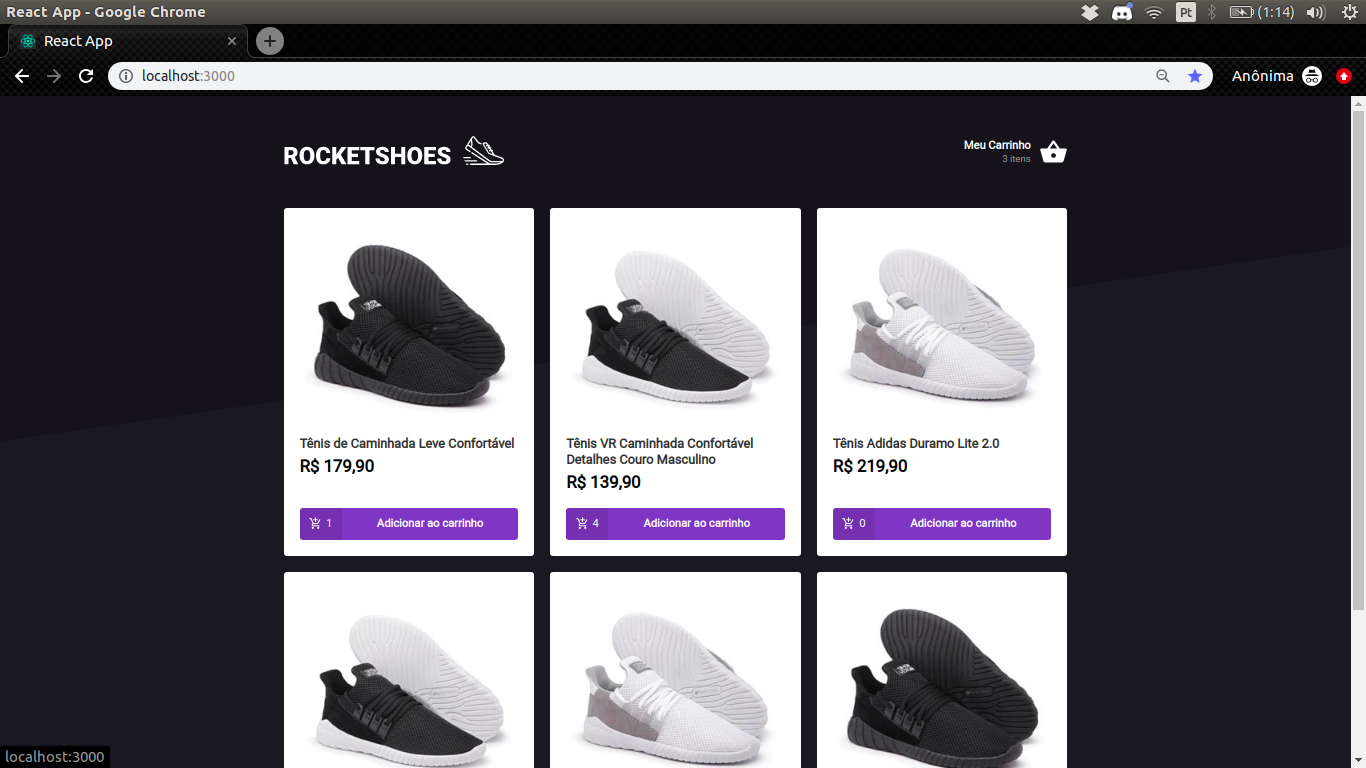 React App - Google Chrome
Pt
(1:14)
React App
localhost:3000
Anônima
ROCKETSHOES
Meu Carrinho
3 itens
Tênis de Caminhada Leve Confortável
R$ 179,90
1
Adicionar ao carrinho
Tênis VR Caminhada Confortável
Detalhes Couro Masculino
R$ 139,90
4
Adicionar ao carrinho
Tênis Adidas Duramo Lite 2.0
R$ 219,90
0
Adicionar ao carrinho
localhost:3000